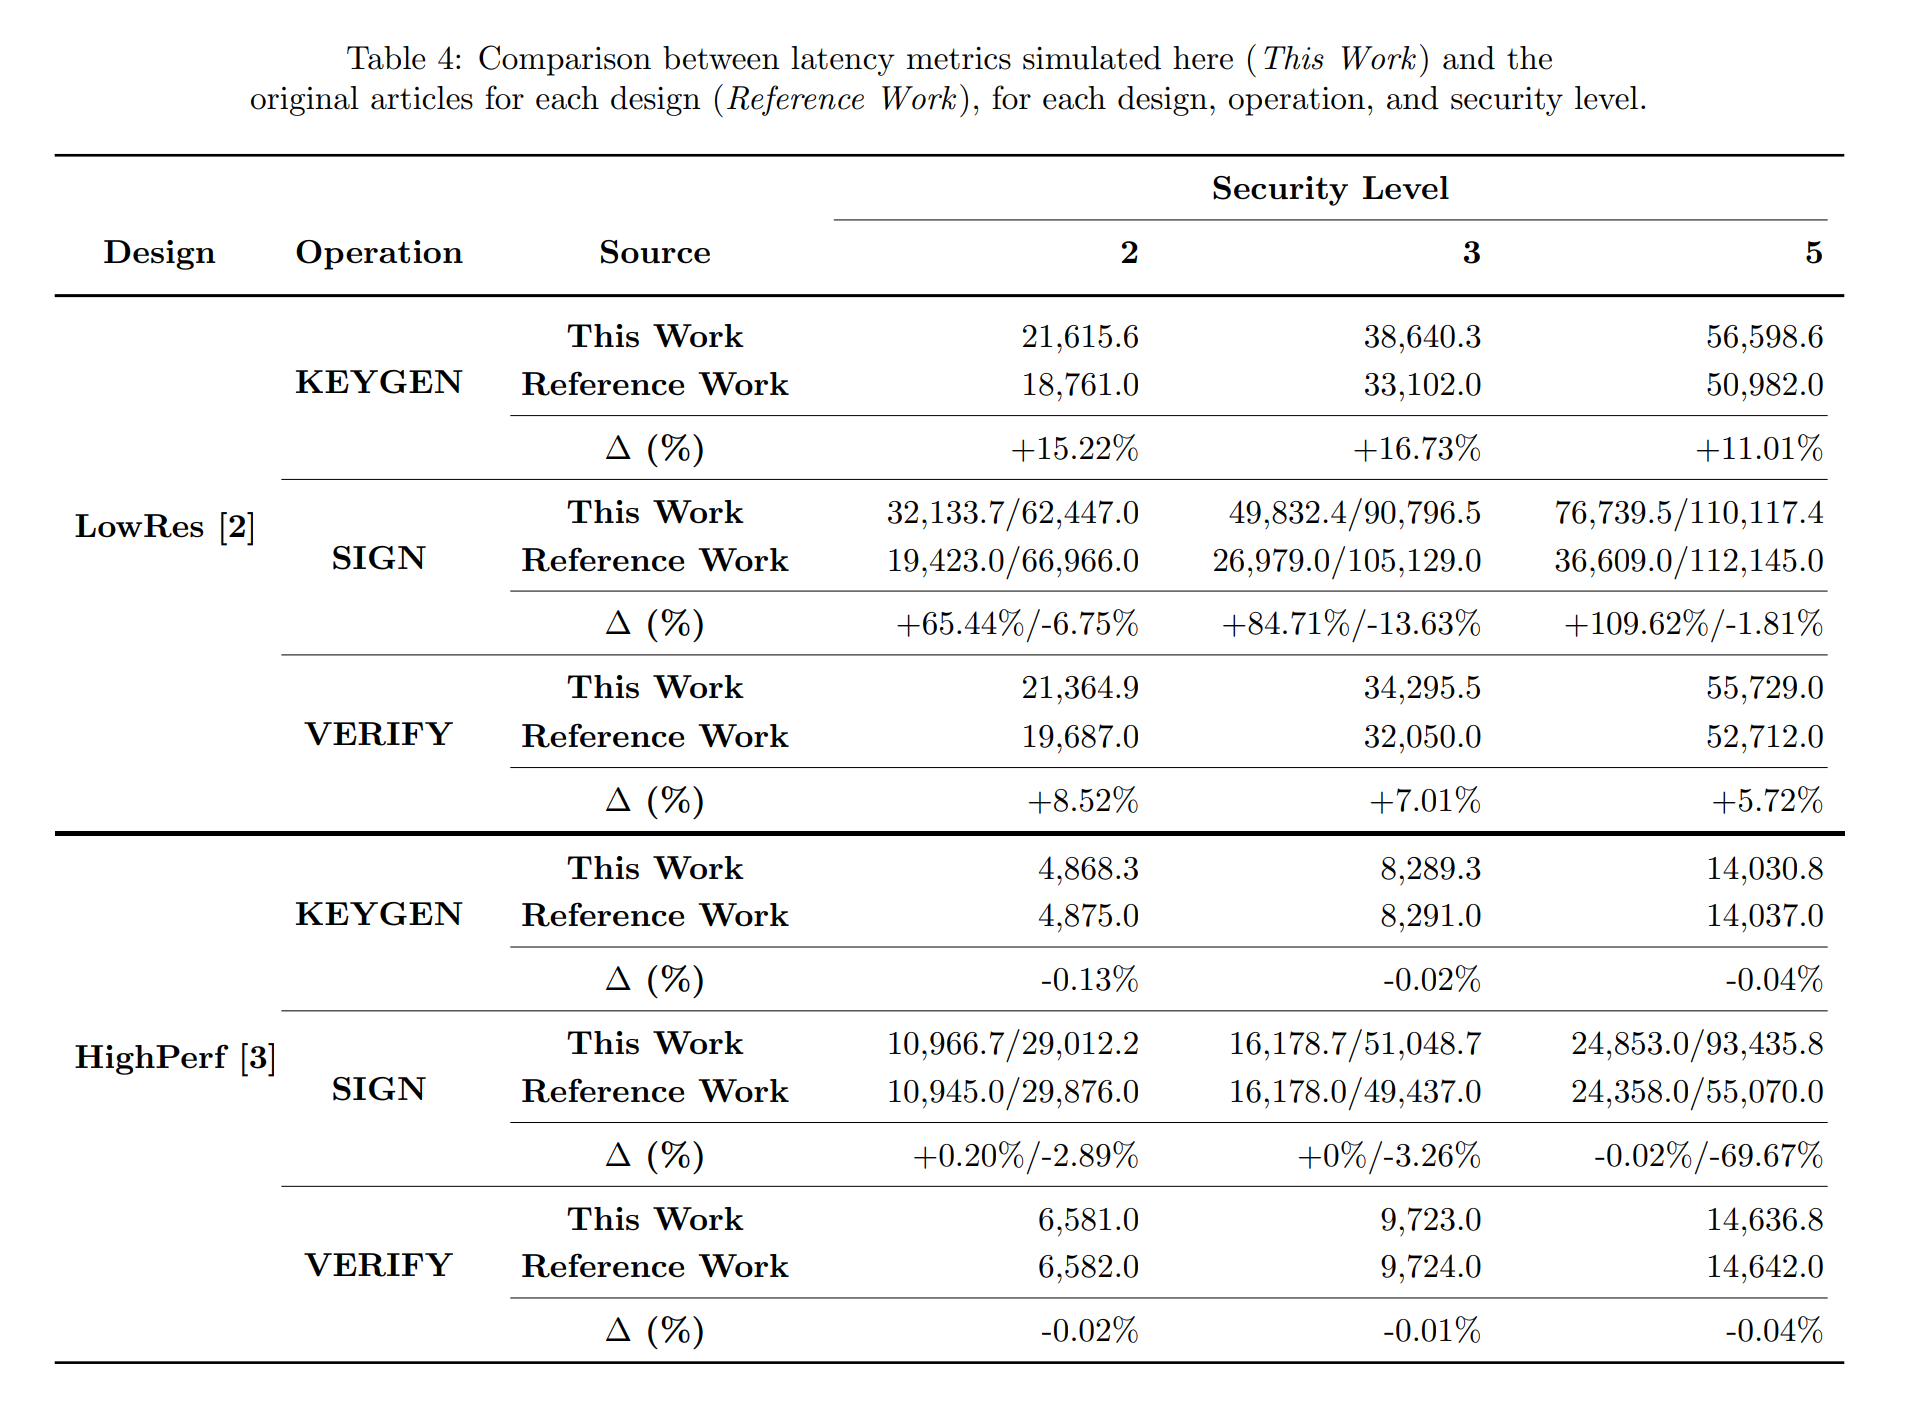 Table 4: Comparison between latency metrics simulated here (This Work) and the
original articles for each design (Reference Work), for each design, operation, and security level.
Security Level
Design Operation Source 2 3 5
This Work 21,615.6 38,640.3 56,598.6
KEYGEN Reference Work 18,761.0 33,102.0 50,982.0
Δ (%) +15.22% +16.73% +11.01%
This Work 32,133.7/62,447.0 49,832.4/90,796.5 76,739.5/110,117.4
LowRes [2]
SIGN Reference Work 19,423.0/66,966.0 26,979.0/105,129.0 36,609.0/112,145.0
Δ (%) +65.44%/-6.75% +84.71%/-13.63% +109.62%/-1.81%
This Work 21,364.9 34,295.5 55,729.0
VERIFY Reference Work 19,687.0 32,050.0 52,712.0
Δ (%) +8.52% +7.01% +5.72%
This Work 4,868.3 8,289.3 14,030.8
KEYGEN Reference Work 4,875.0 8,291.0 14,037.0
Δ (%) -0.13% -0.02% -0.04%
This Work 10,966.7/29,012.2 16,178.7/51,048.7 24,853.0/93,435.8
HighPerf [3]
SIGN Reference Work 10,945.0/29,876.0 16,178.0/49,437.0 24,358.0/55,070.0
Δ (%) +0.20%/-2.89% +0%/-3.26% -0.02%/-69.67%
This Work 6,581.0 9,723.0 14,636.8
VERIFY Reference Work 6,582.0 9,724.0 14,642.0
Δ (%) -0.02% -0.01% -0.04%